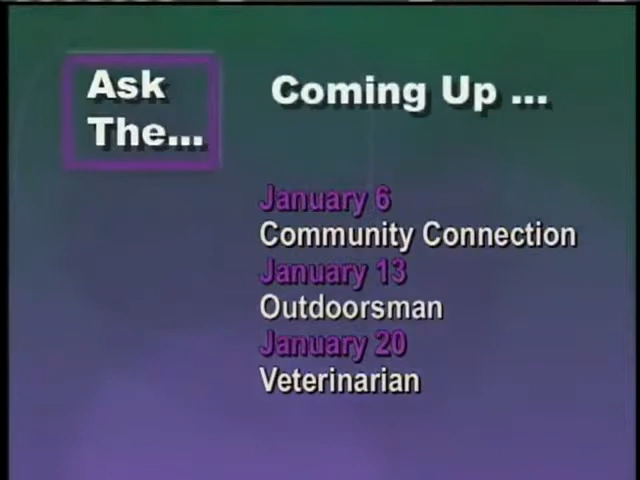 Ask
The...
Coming Up ...
January 6
Community Connection
January 13
Outdoorsman
January 20
Veterinarian